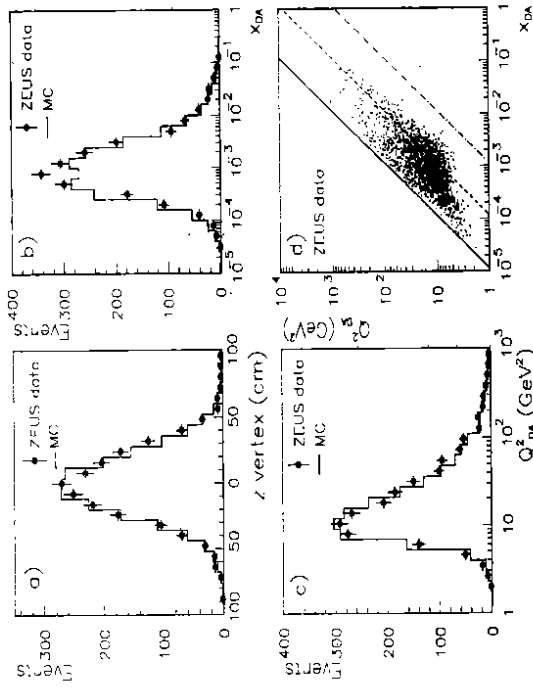 a)
ZEUS data
MC
Events
300
200
100
0
100
50
0
50
100
Z vertex (cm)
b)
ZEUS data
MC
Events
400
300
200
100
0
10⁻⁵
10⁻⁴
10⁻³
10⁻²
10⁻¹
1
X_DA
c)
ZEUS data
MC
Events
400
300
200
100
0
1
10
10²
10³
Q²_DA (GeV²)
d)
ZEUS data
Q²_DA (GeV²)
10⁴
10³
10²
10
1
10⁻⁵
10⁻⁴
10⁻³
10⁻²
10⁻¹
1
X_DA